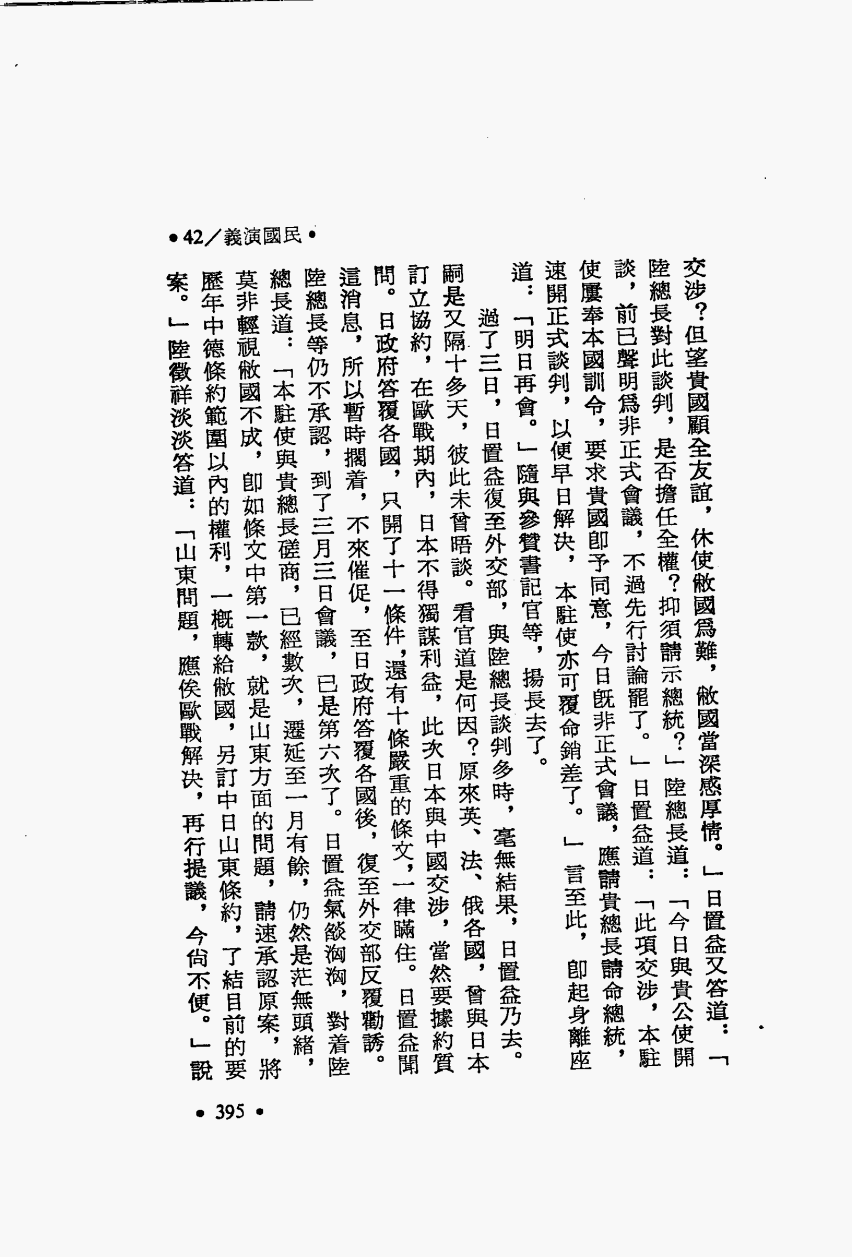 •42／義演國民•
交涉？但望貴國顧全友誼，休使敝國爲難，敝國當深感厚情。」日置益又答道：「
陸總長對此談判，是否擔任全權？抑須請示總統？」陸總長道：「今日與貴公使開
談，前已聲明爲非正式會議，不過先行討論罷了。」日置益道：「此項交涉，本駐
使屢奉本國訓令，要求貴國卽予同意，今日旣非正式會議，應請貴總長請命總統，
速開正式談判，以便早日解决，本駐使亦可覆命銷差了。」言至此，卽起身離座
道：「明日再會。」隨與參贊書記官等，揚長去了。
過了三日，日置益復至外交部，與陸總長談判多時，毫無結果，日置益乃去。
嗣是又隔十多天，彼此未曾晤談。看官道是何因？原來英、法、俄各國，曾與日本
訂立協約，在歐戰期內，日本不得獨謀利益，此次日本與中國交涉，當然要據約質
問。日政府答覆各國，只開了十一條件，還有十條嚴重的條文，一律瞞住。日置益聞
這消息，所以暫時擱着，不來催促，至日政府答覆各國後，復至外交部反覆勸誘。
陸總長等仍不承認，到了三月三日會議，已是第六次了。日置益氣燄洶洶，對着陸
總長道：「本駐使與貴總長磋商，已經數次，遷延至一月有餘，仍然是茫無頭緒，
莫非輕視敝國不成，卽如條文中第一款，就是山東方面的問題，請速承認原案，將
歷年中德條約範圍以內的權利，一概轉給敝國，另訂中日山東條約，了結目前的要
案。」陸徵祥淡淡答道：「山東問題，應俟歐戰解决，再行提議，今尙不便。」說
• 395 •